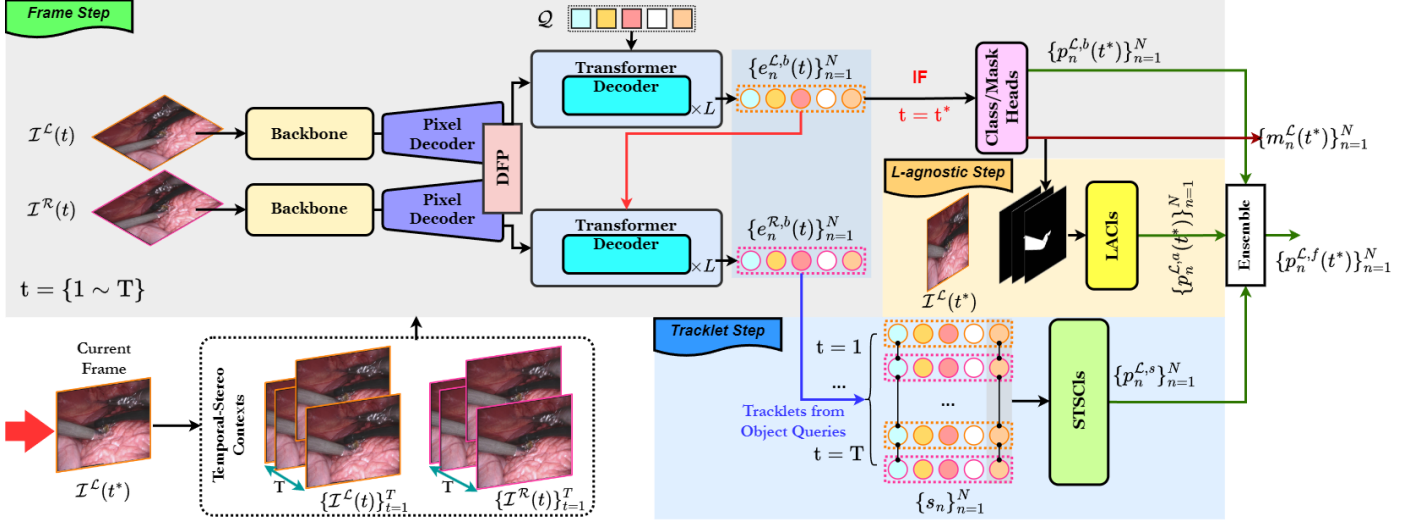 Frame Step
𝒬
Transformer
Decoder
×L
{e_n^{ℒ,b}(t)}_{n=1}^N
IF
t = t*
Class/Mask
Heads
{p_n^{ℒ,b}(t*)}_{n=1}^N
ℐ^ℒ(t)
Backbone
Pixel
Decoder
DFP
{m_n^ℒ(t*)}_{n=1}^N
L-agnostic Step
ℐ^ℛ(t)
Backbone
Pixel
Decoder
Transformer
Decoder
×L
{e_n^{ℛ,b}(t)}_{n=1}^N
ℐ^ℒ(t*)
LACls
{p_n^{ℒ,a}(t*)}_{n=1}^N
Ensemble
{p_n^{ℒ,f}(t*)}_{n=1}^N
t = {1 ~ T}
Tracklet Step
Current
Frame
ℐ^ℒ(t*)
Temporal-Stereo
Contexts
T
{ℐ^ℒ(t)}_{t=1}^T
T
{ℐ^ℛ(t)}_{t=1}^T
t = 1
...
Tracklets from
Object Queries
t = T
...
{s_n}_{n=1}^N
STSCls
{p_n^{ℒ,s}}_{n=1}^N